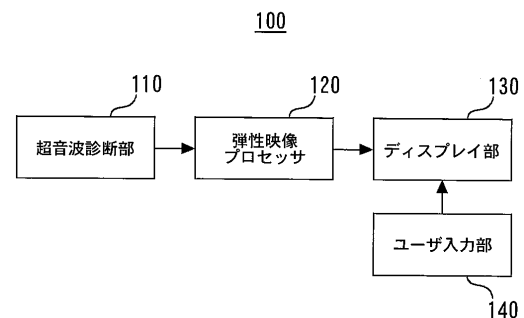 100
110
120
130
超音波診断部
弾性映像
プロセッサ
ディスプレイ部
ユーザ入力部
140